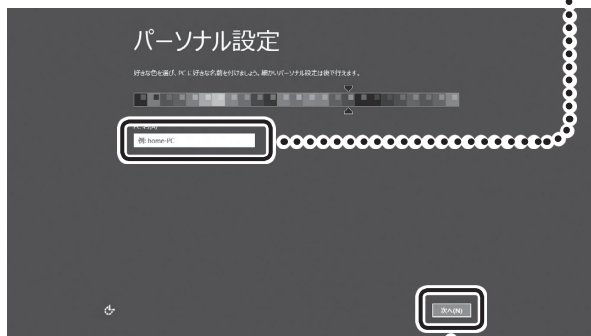 パーソナル設定
好きな色を選び、PC に好きな名前を付けましょう。細かいパーソナル設定は後で行えます。
例: home-PC
次へ(N)